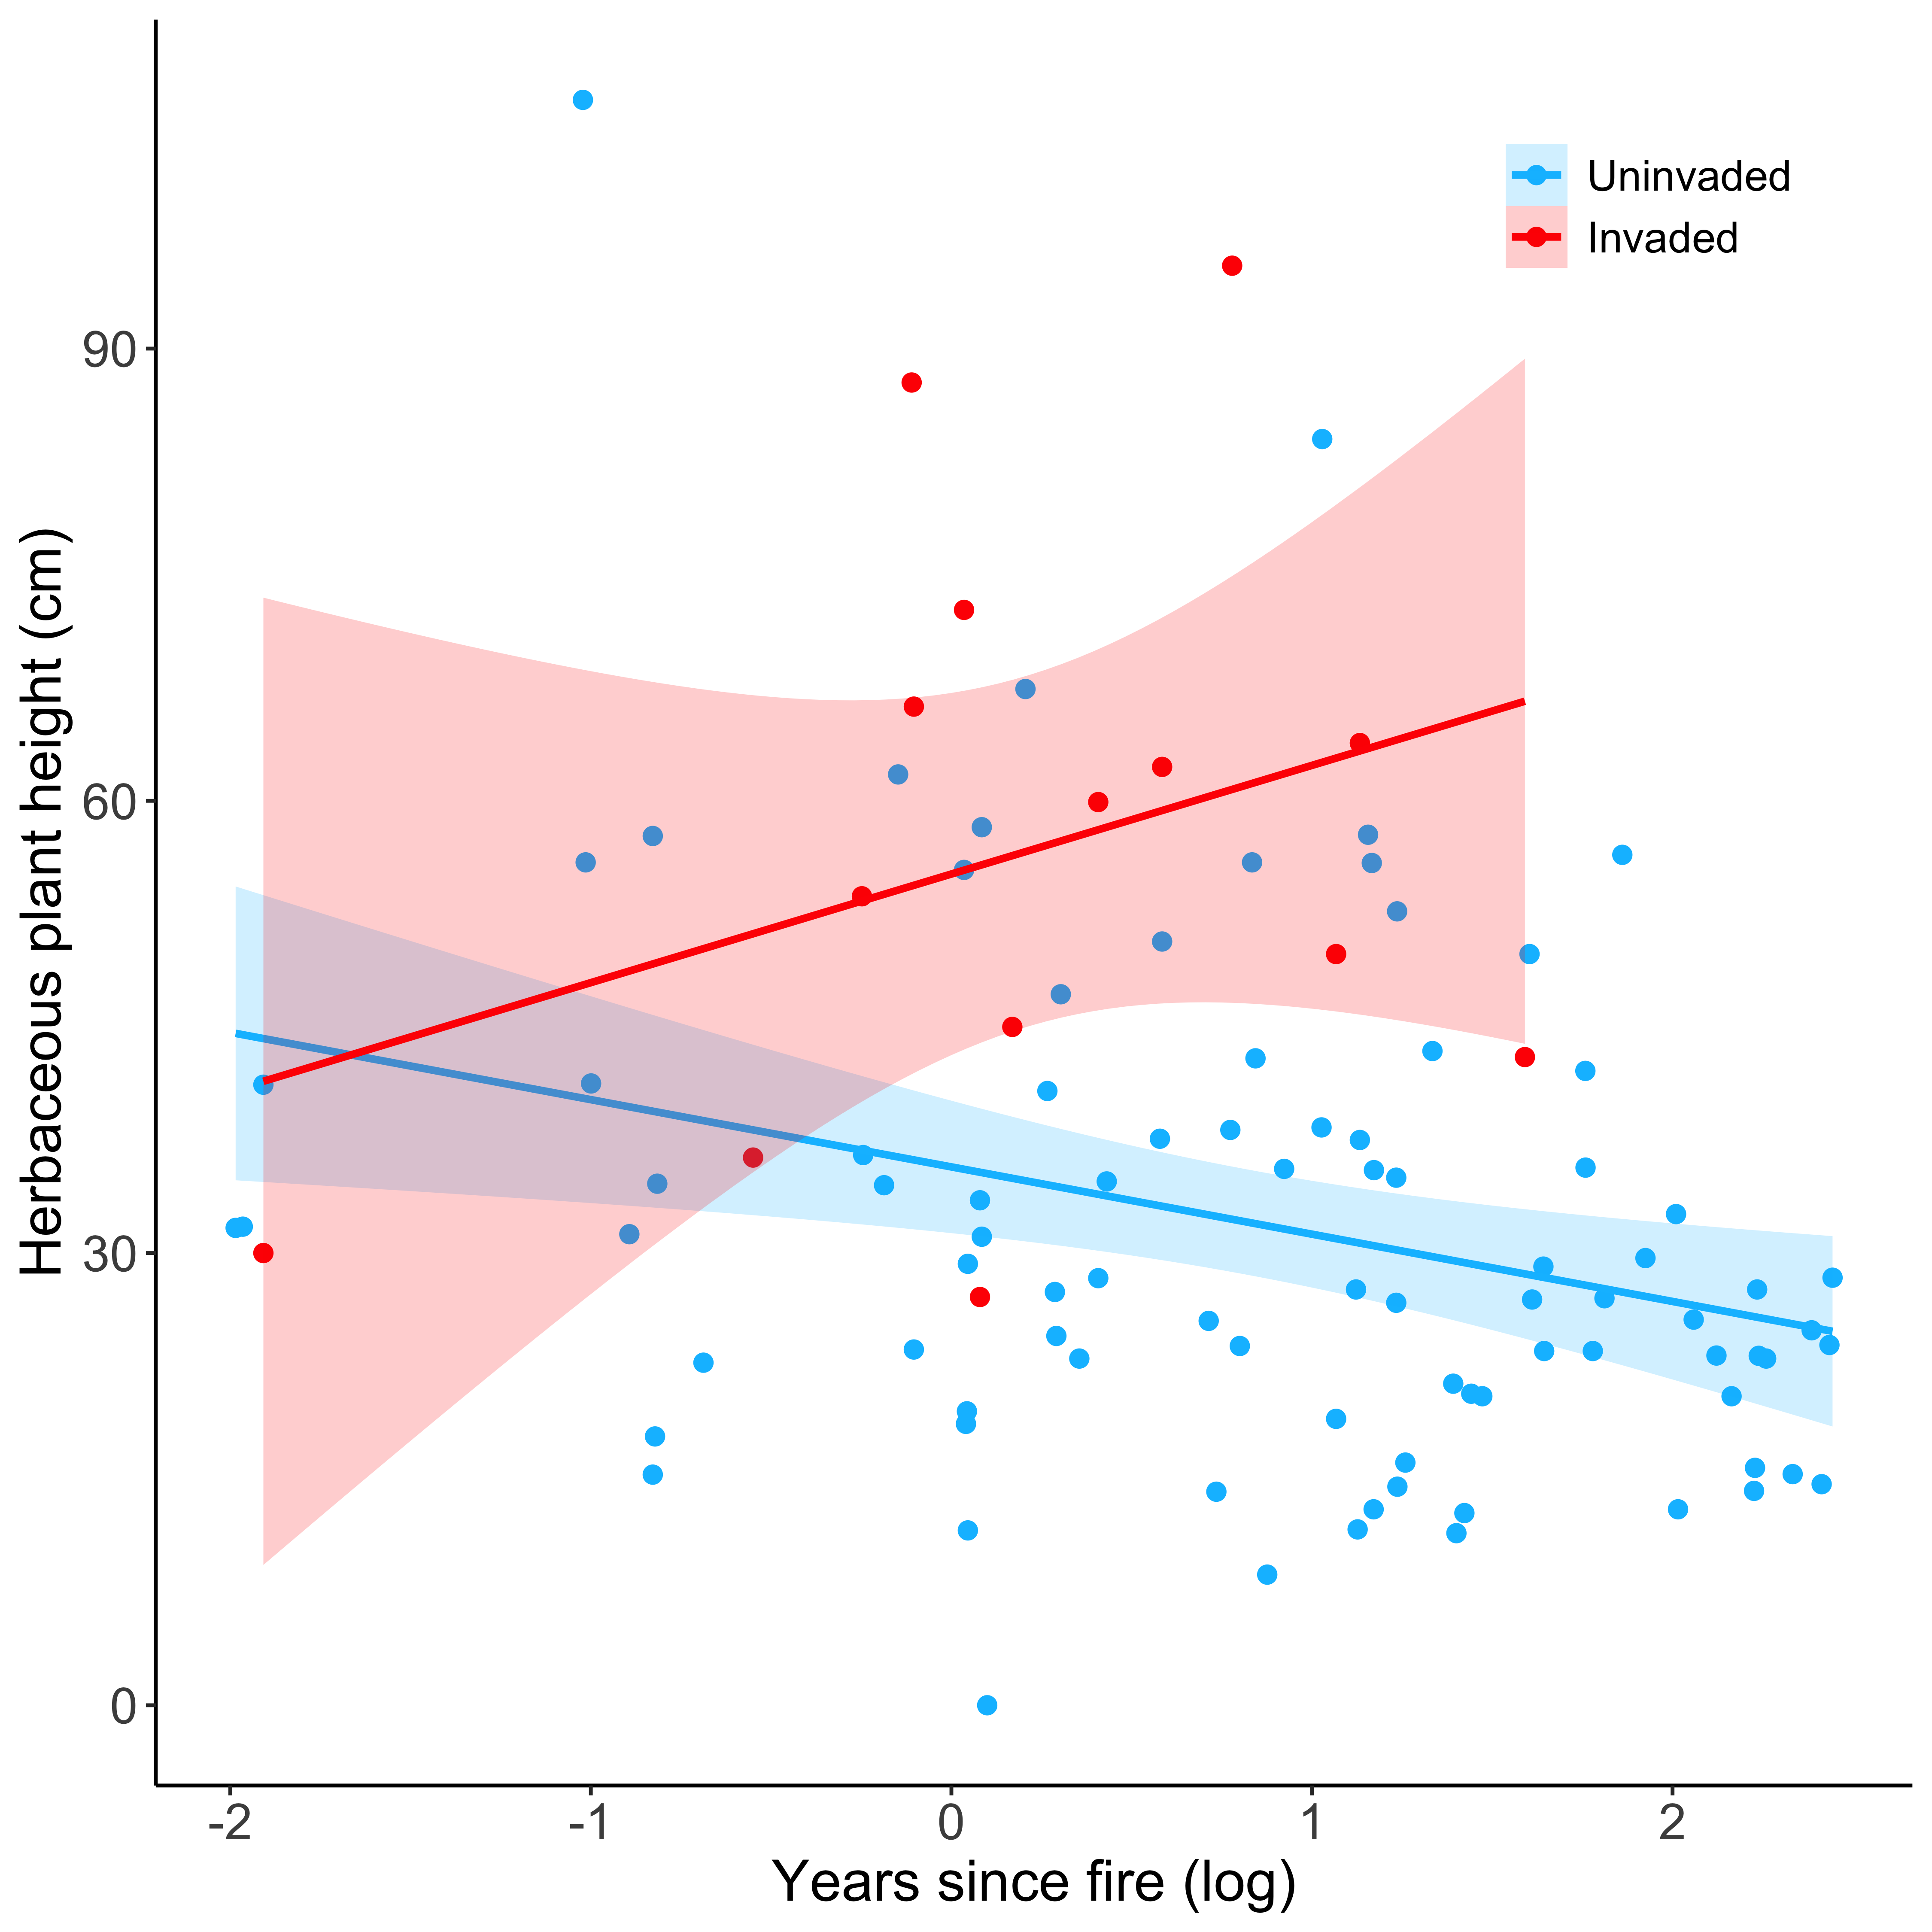 Uninvaded
Invaded
90
60
30
0
Herbaceous plant height (cm)
-2
-1
0
1
2
Years since fire (log)